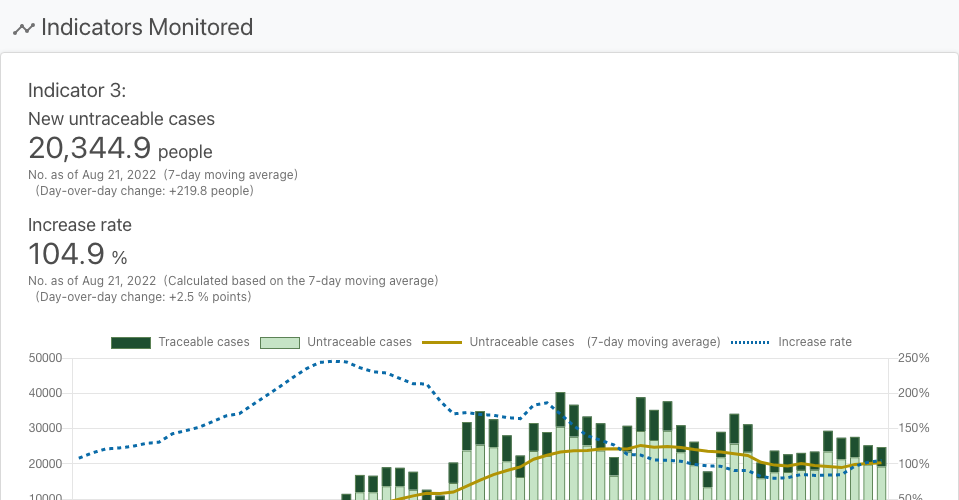 Indicators Monitored
Indicator 3:
New untraceable cases
20,344.9 people
No. as of Aug 21, 2022 (7-day moving average)
(Day-over-day change: +219.8 people)
Increase rate
104.9 %
No. as of Aug 21, 2022 (Calculated based on the 7-day moving average)
(Day-over-day change: +2.5 % points)
Traceable cases Untraceable cases Untraceable cases (7-day moving average) Increase rate
50000 250%
40000 200%
30000 150%
20000 100%
10000 50%